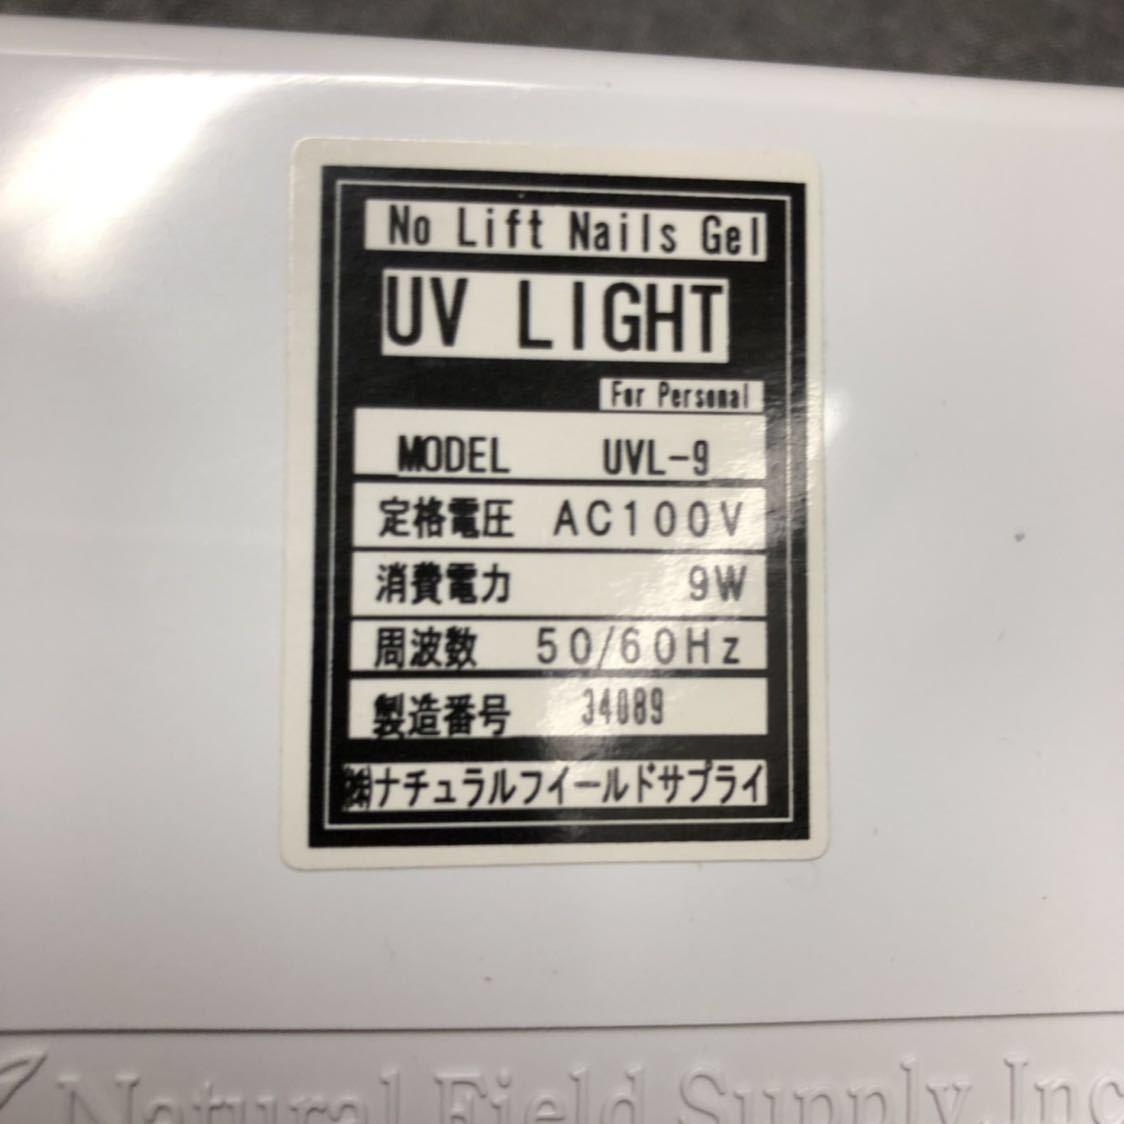 No Lift Nails Gel
UV LIGHT
For Personal
MODEL UVL-9
定格電圧 AC100V
消費電力 9W
周波数 50/60Hz
製造番号 34089
㈱ナチュラルフイールドサプライ
Natural Field Supply,Inc